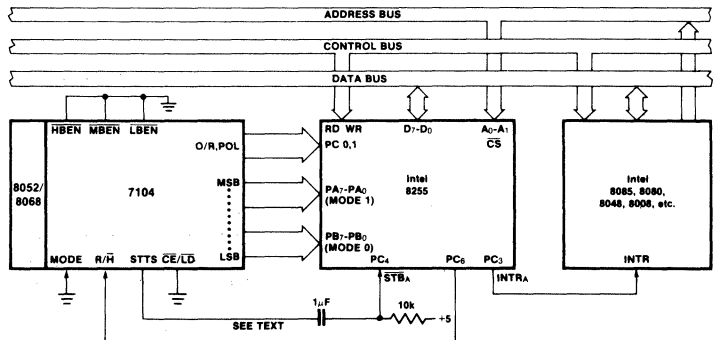 ADDRESS BUS
CONTROL BUS
DATA BUS
HBEN MBEN LBEN
O/R,POL
8052/
8068
7104
MSB
LSB
MODE R/H STTS CE/LD
RD WR D7-D0 A0-A1
CS
PC 0,1
Intel
8255
PA7-PA0
(MODE 1)
PB7-PB0
(MODE 0)
PC4 PC6 PC3
Intel
8085, 8080,
8048, 8008, etc.
INTR
STBA
INTRA
1µF
10k
+5
SEE TEXT